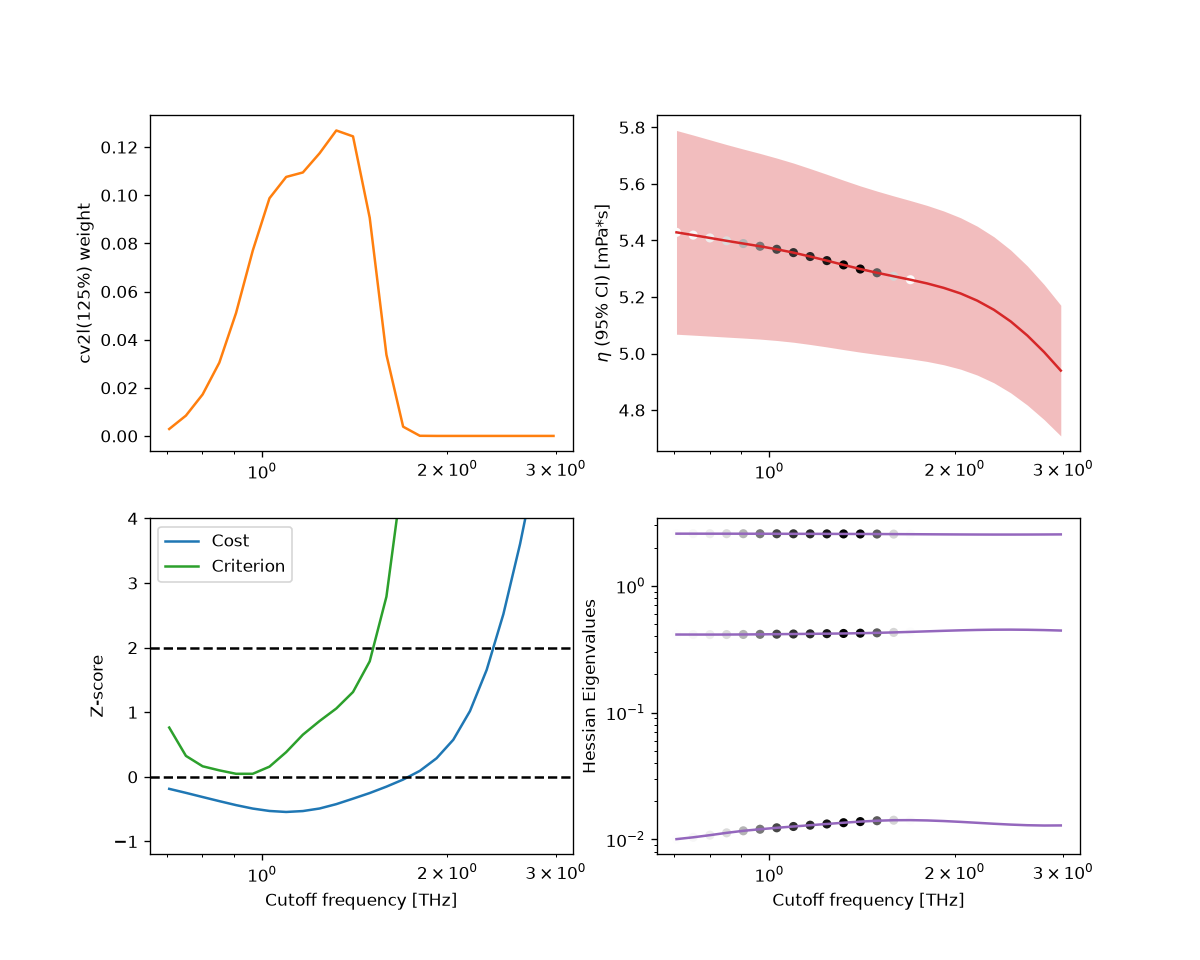 cv2l(125%) weight
0.12
0.10
0.08
0.06
0.04
0.02
0.00
10⁰
2 × 10⁰
3 × 10⁰
η (95% CI) [mPa*s]
5.8
5.6
5.4
5.2
5.0
4.8
10⁰
2 × 10⁰
3 × 10⁰
Z-score
4
3
2
1
0
−1
Cost
Criterion
10⁰
2 × 10⁰
3 × 10⁰
Cutoff frequency [THz]
Hessian Eigenvalues
10⁰
10⁻¹
10⁻²
10⁰
2 × 10⁰
3 × 10⁰
Cutoff frequency [THz]